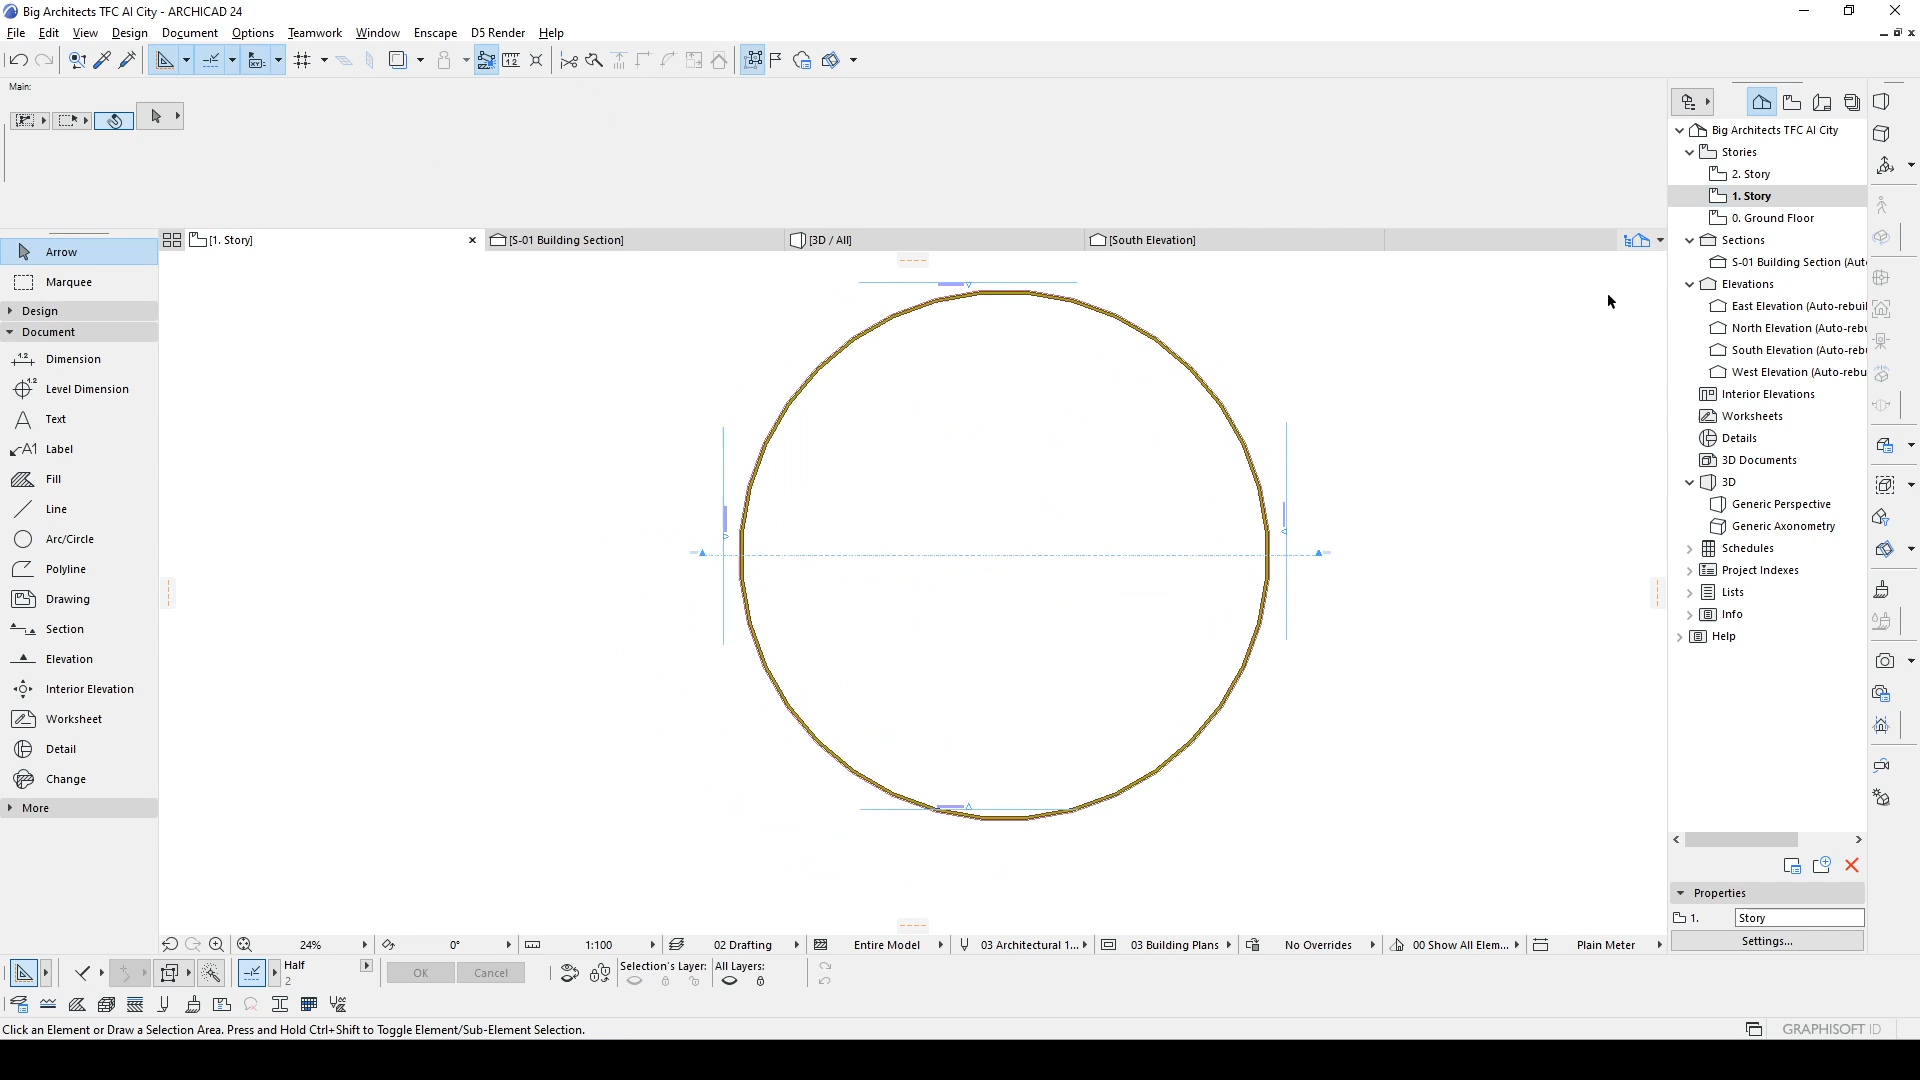 Big Architects TFC AI City - ARCHICAD 24
File Edit View Design Document Options Teamwork Window Enscape D5 Render Help
Main:
[1. Story]
[S-01 Building Section]
[3D / All]
[South Elevation]
Arrow
Marquee
Design
Document
Dimension
Level Dimension
Text
Label
Fill
Line
Arc/Circle
Polyline
Drawing
Section
Elevation
Interior Elevation
Worksheet
Detail
Change
More
Big Architects TFC AI City
Stories
2. Story
1. Story
0. Ground Floor
Sections
S-01 Building Section (Aut
Elevations
East Elevation (Auto-rebuil
North Elevation (Auto-rebu
South Elevation (Auto-reb
West Elevation (Auto-rebu
Interior Elevations
Worksheets
Details
3D Documents
3D
Generic Perspective
Generic Axonometry
Schedules
Project Indexes
Lists
Info
Help
Properties
1. Story
Settings...
24% 0° 1:100 02 Drafting Entire Model 03 Architectural 1... 03 Building Plans No Overrides 00 Show All Elem... Plain Meter
Half
2
OK Cancel
Selection's Layer: All Layers:
Click an Element or Draw a Selection Area. Press and Hold Ctrl+Shift to Toggle Element/Sub-Element Selection.
GRAPHISOFT ID